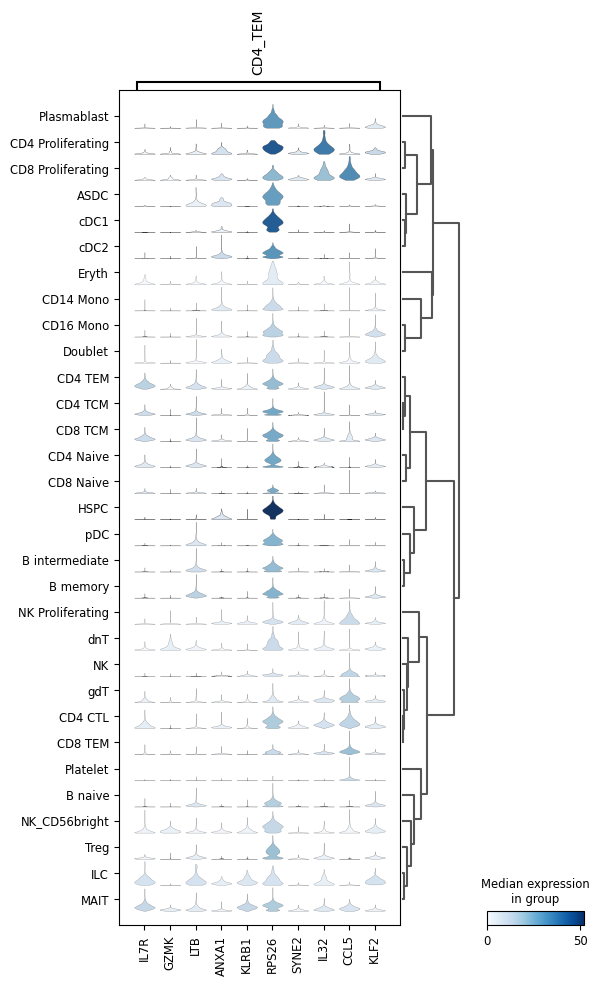 CD4_TEM
Plasmablast
CD4 Proliferating
CD8 Proliferating
ASDC
cDC1
cDC2
Eryth
CD14 Mono
CD16 Mono
Doublet
CD4 TEM
CD4 TCM
CD8 TCM
CD4 Naive
CD8 Naive
HSPC
pDC
B intermediate
B memory
NK Proliferating
dnT
NK
gdT
CD4 CTL
CD8 TEM
Platelet
B naive
NK_CD56bright
Treg
ILC
MAIT
IL7R
GZMK
LTB
ANXA1
KLRB1
RPS26
SYNE2
IL32
CCL5
KLF2
Median expression
in group
0 50